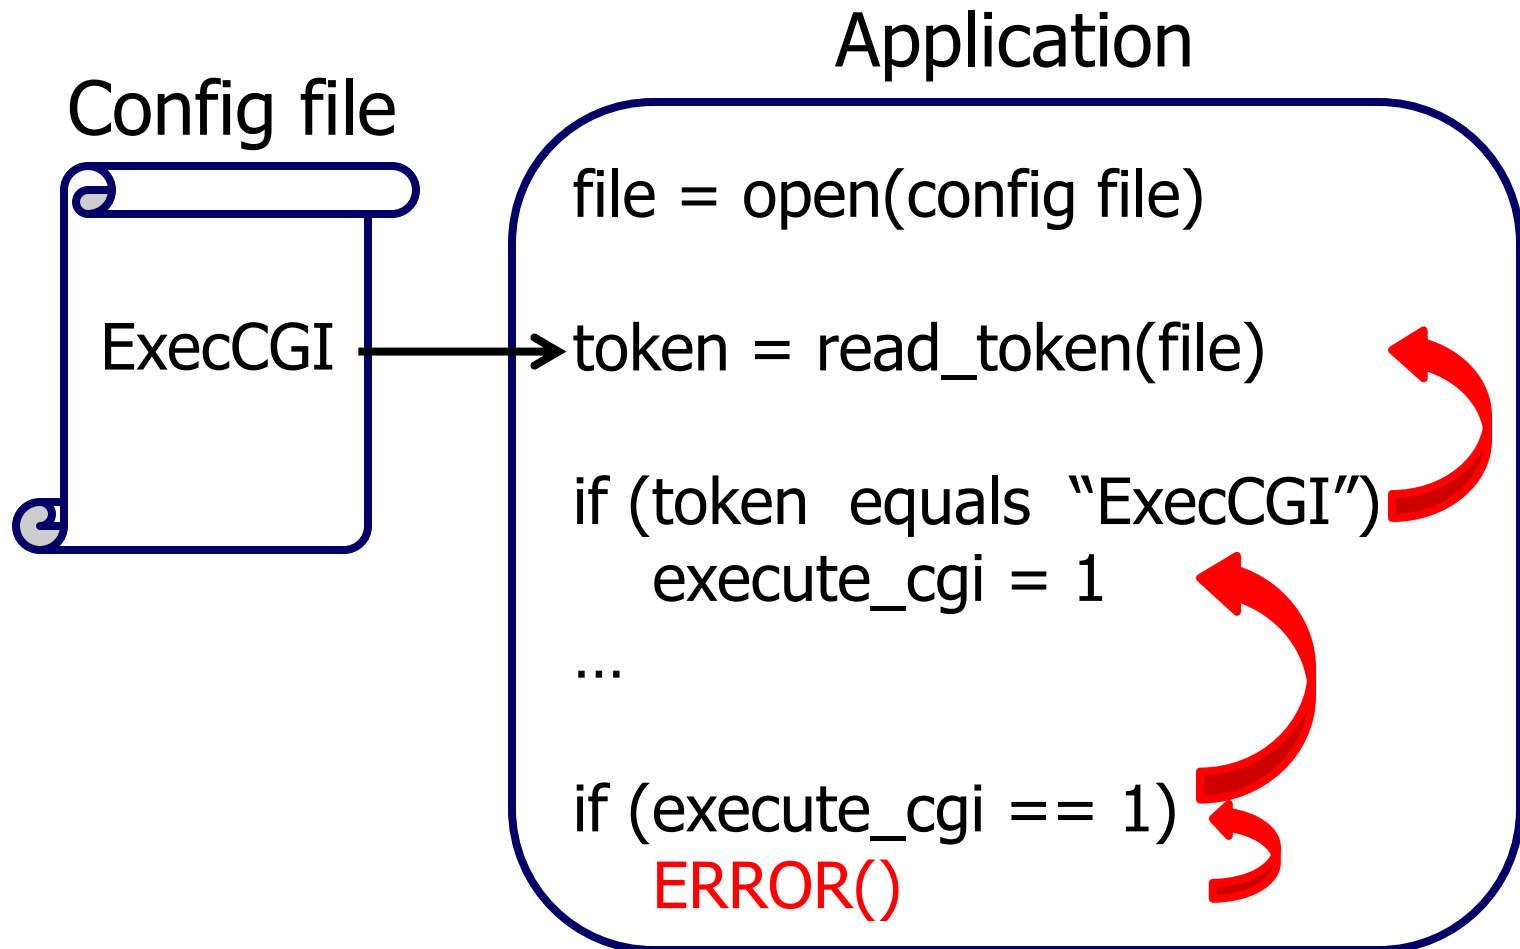 Application
Config file
file = open(config file)
ExecCGI
token = read_token(file)
if (token equals “ExecCGI”)
execute_cgi = 1
...
if (execute_cgi == 1)
ERROR()